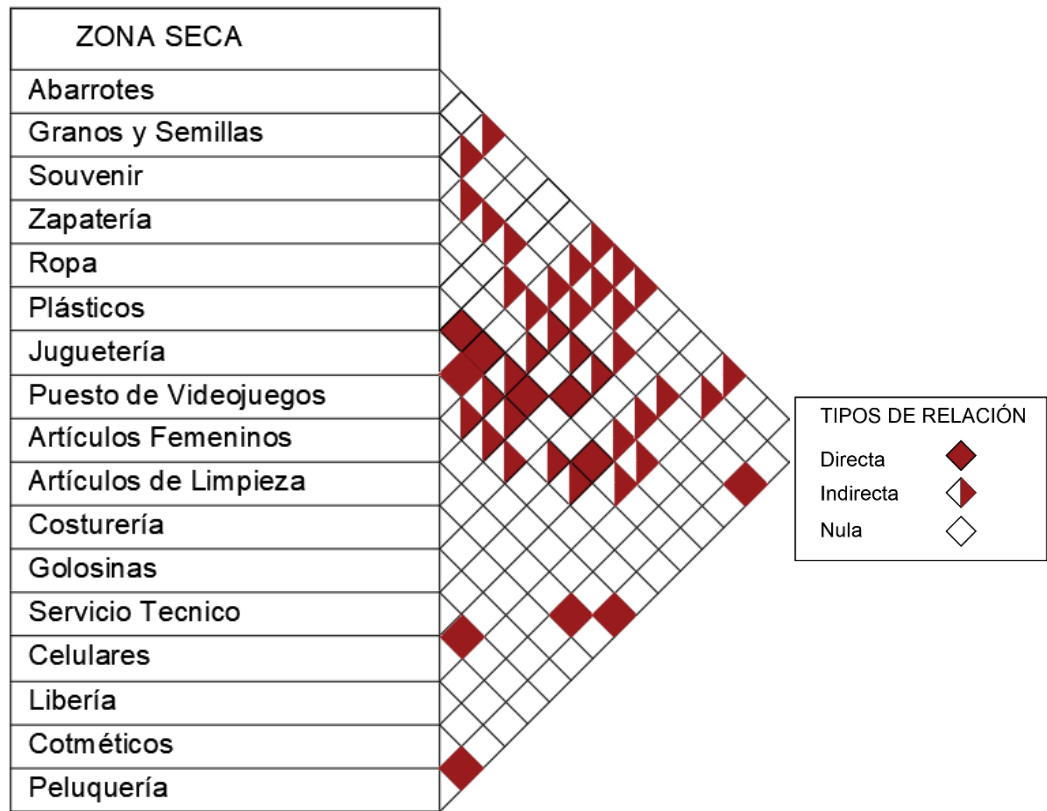 ZONA SECA
Abarrotes
Granos y Semillas
Souvenir
Zapatería
Ropa
Plásticos
Juguetería
Puesto de Videojuegos
Artículos Femeninos
Artículos de Limpieza
Costurería
Golosinas
Servicio Tecnico
Celulares
Libería
Cotméticos
Peluquería
TIPOS DE RELACIÓN
Directa
Indirecta
Nula